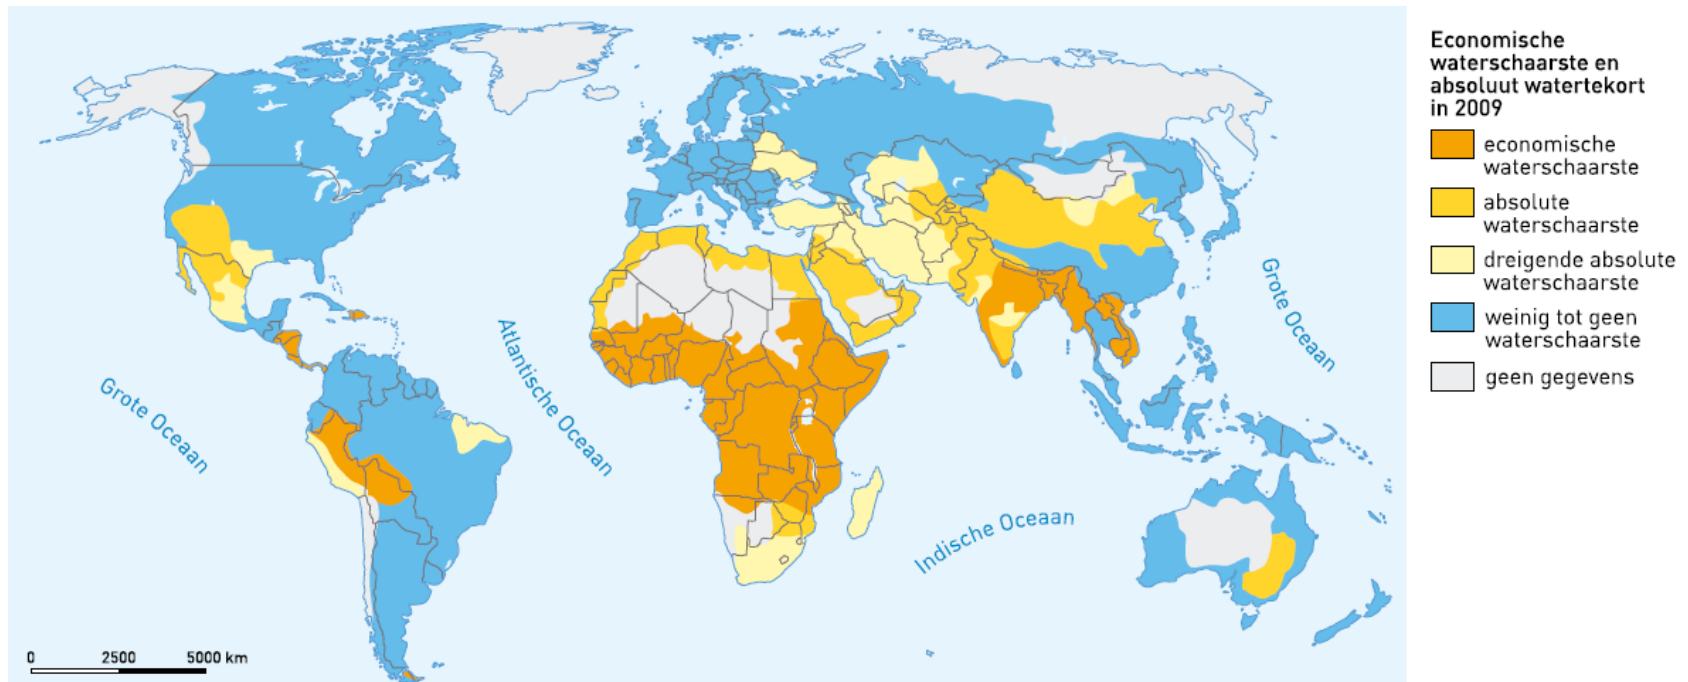 Economische
waterschaarste en
absoluut watertekort
in 2009
economische
waterschaarste
absolute
waterschaarste
dreigende absolute
waterschaarste
weinig tot geen
waterschaarste
geen gegevens
Grote Oceaan
Atlantische Oceaan
Indische Oceaan
Grote Oceaan
0 2500 5000 km